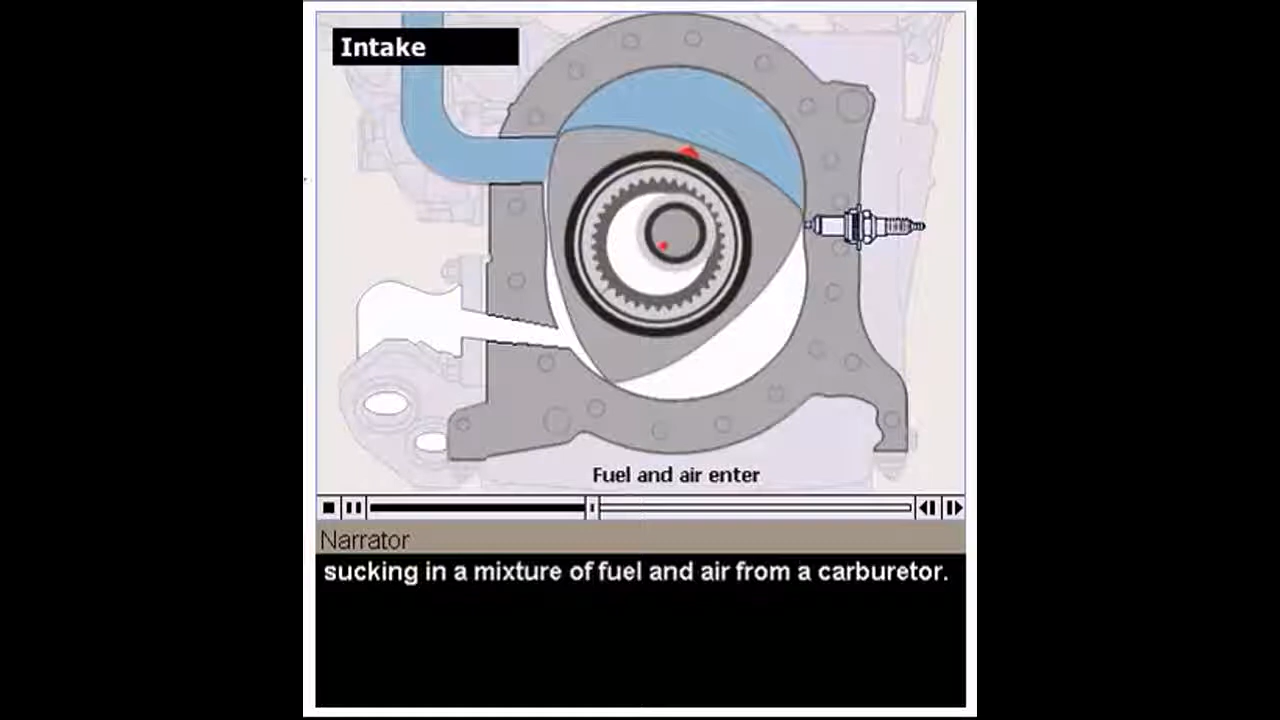 Intake
Fuel and air enter
Narrator
sucking in a mixture of fuel and air from a carburetor.